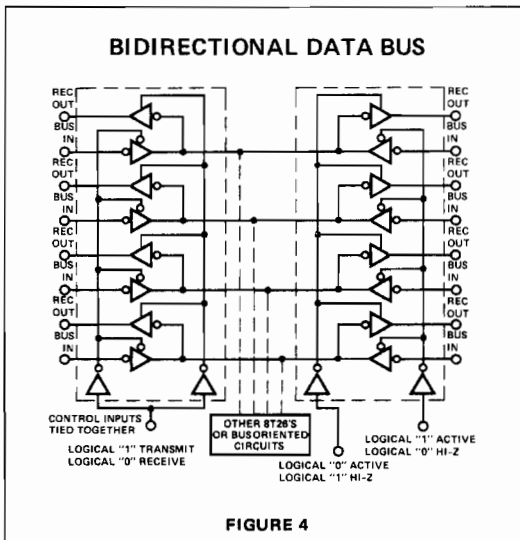 BIDIRECTIONAL DATA BUS
REC
OUT
BUS
IN
REC
OUT
BUS
IN
REC
OUT
BUS
IN
REC
OUT
BUS
IN
REC
OUT
BUS
IN
REC
OUT
BUS
IN
REC
OUT
BUS
IN
REC
OUT
BUS
IN
CONTROL INPUTS
TIED TOGETHER
LOGICAL "1" TRANSMIT
LOGICAL "0" RECEIVE
OTHER 8T26'S
OR BUS ORIENTED
CIRCUITS
LOGICAL "0" ACTIVE
LOGICAL "1" HI-Z
LOGICAL "1" ACTIVE
LOGICAL "0" HI-Z
FIGURE 4